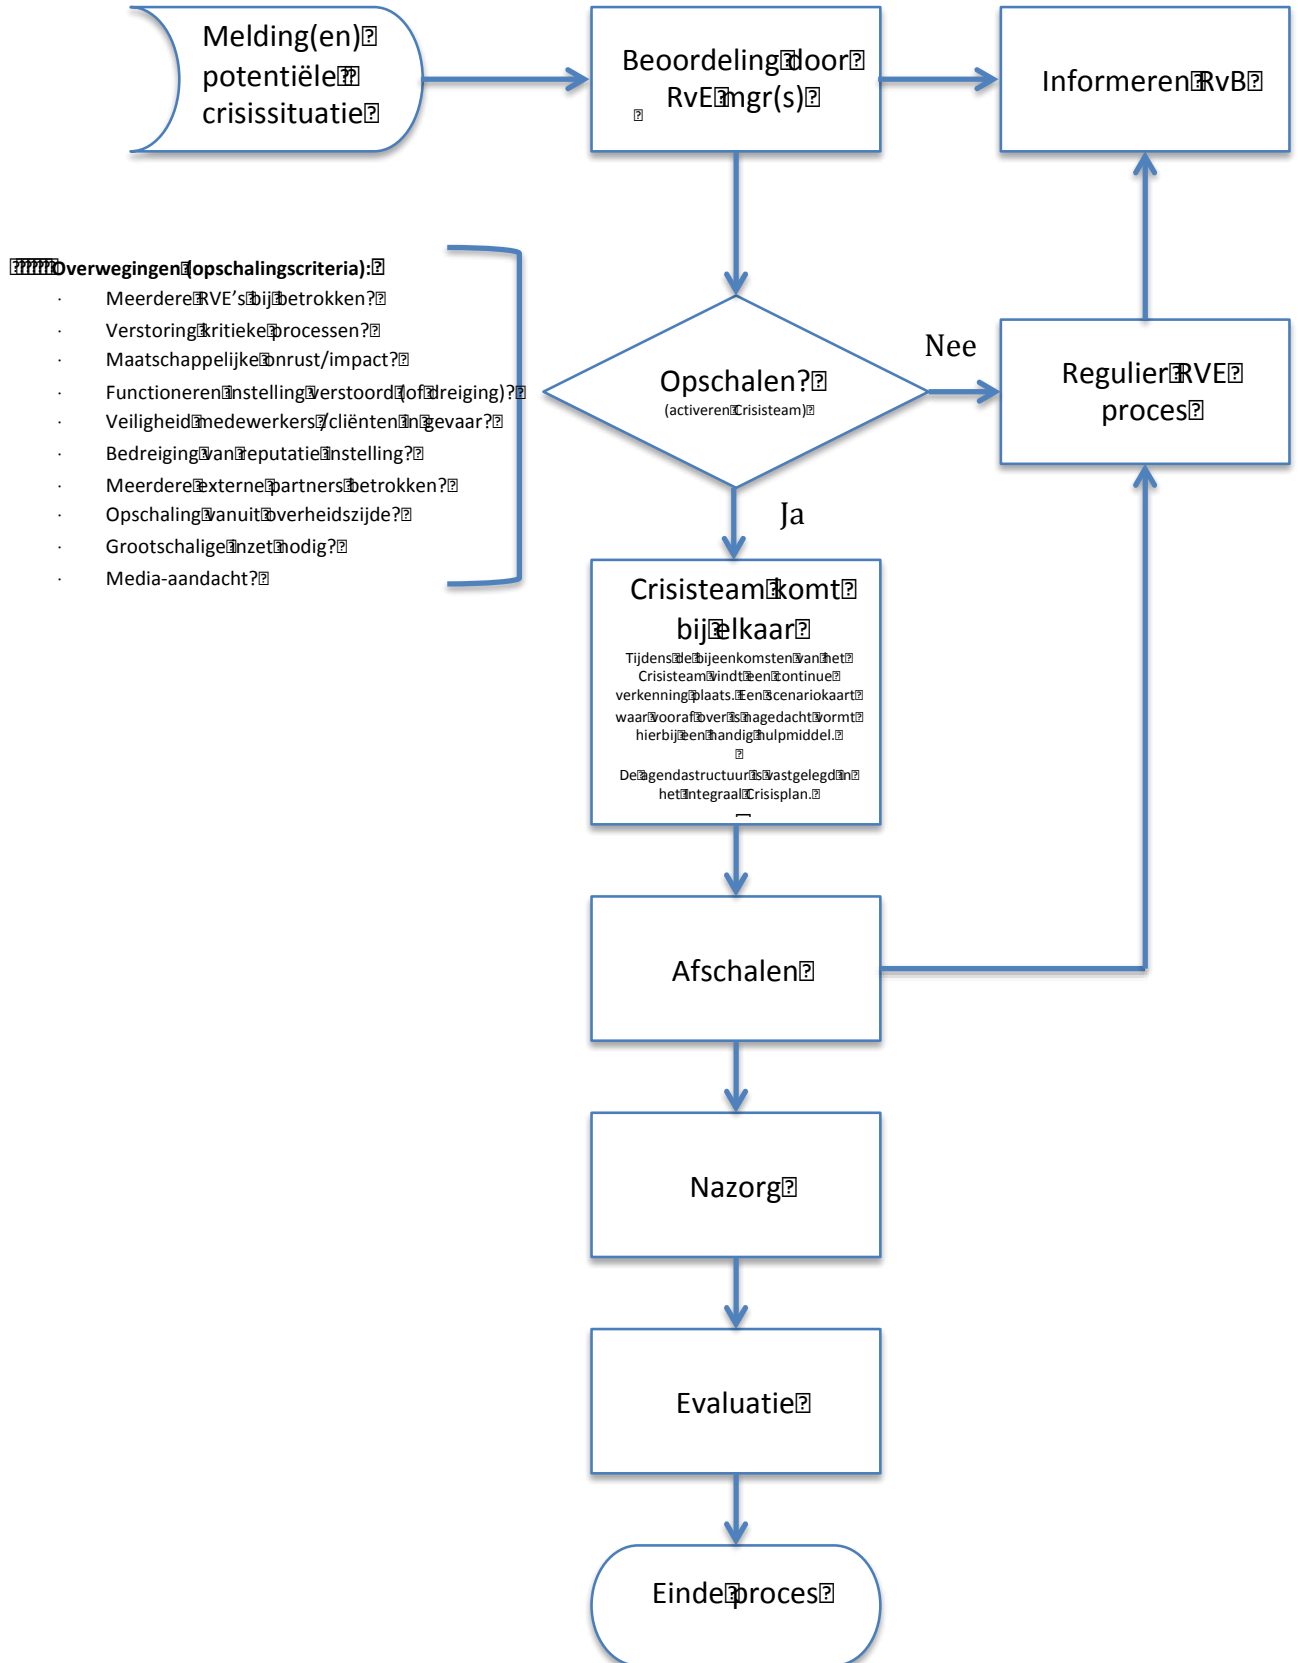 Melding(en)
potentiële
crisissituatie
Beoordeling door
RvE mgr(s)
Informeren RvB
Overwegingen (opschalingscriteria):
· Meerdere RVE's bij betrokken?
· Verstoring kritieke processen?
· Maatschappelijke onrust/impact?
· Functioneren instelling verstoord (of dreiging)?
· Veiligheid medewerkers /cliënten in gevaar?
· Bedreiging van reputatie instelling?
· Meerdere externe partners betrokken?
· Opschaling vanuit overheidszijde?
· Grootschalige inzet nodig?
· Media-aandacht?
Opschalen?
(activeren Crisisteam)
Nee
Regulier RVE
proces
Ja
Crisisteam komt
bij elkaar
Tijdens de bijeenkomsten van het
Crisisteam vindt een continue
verkenning plaats. Een scenariokaart
waar vooraf over is nagedacht vormt
hierbij een handig hulpmiddel.
De agendastructuur is vastgelegd in
het Integraal Crisisplan.
Afschalen
Nazorg
Evaluatie
Einde proces